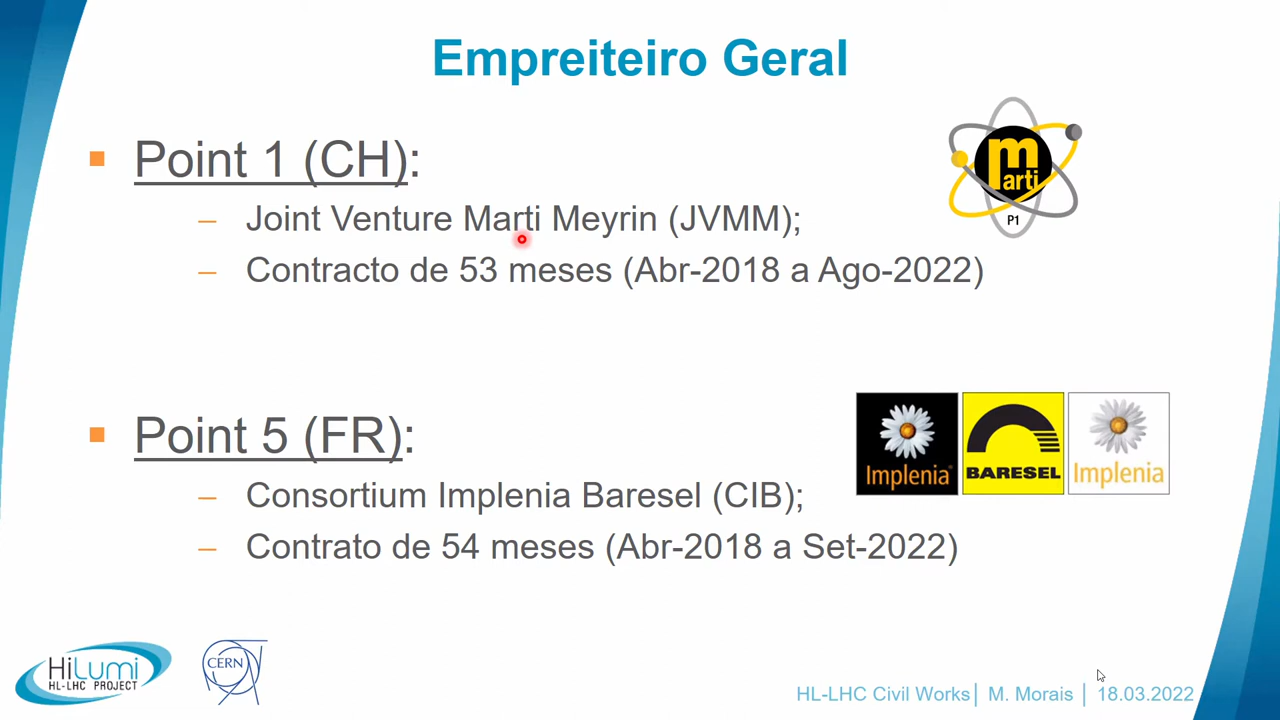 Empreiteiro Geral
Point 1 (CH):
– Joint Venture Marti Meyrin (JVMM);
– Contracto de 53 meses (Abr-2018 a Ago-2022)
marti
P1
Point 5 (FR):
– Consortium Implenia Baresel (CIB);
– Contrato de 54 meses (Abr-2018 a Set-2022)
Implenia®
BARESEL
Implenia
HiLumi
HL-LHC PROJECT
CERN
HL-LHC Civil Works│ M. Morais │ 18.03.2022